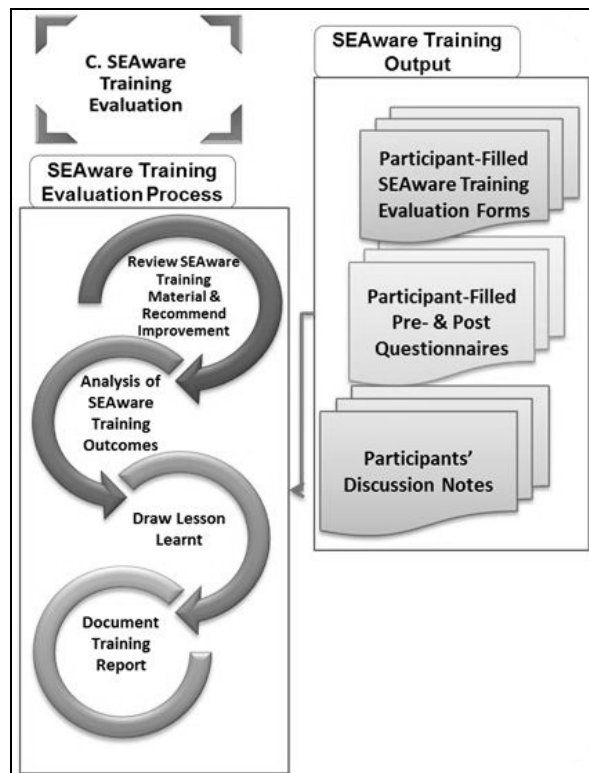 C. SEAware
Training
Evaluation
SEAware Training
Evaluation Process
Review SEAware
Training
Material &
Recommend
Improvement
Analysis of
SEAware
Training
Outcomes
Draw Lesson
Learnt
Document
Training
Report
SEAware Training
Output
Participant-Filled
SEAware Training
Evaluation Forms
Participant-Filled
Pre- & Post
Questionnaires
Participants’
Discussion Notes